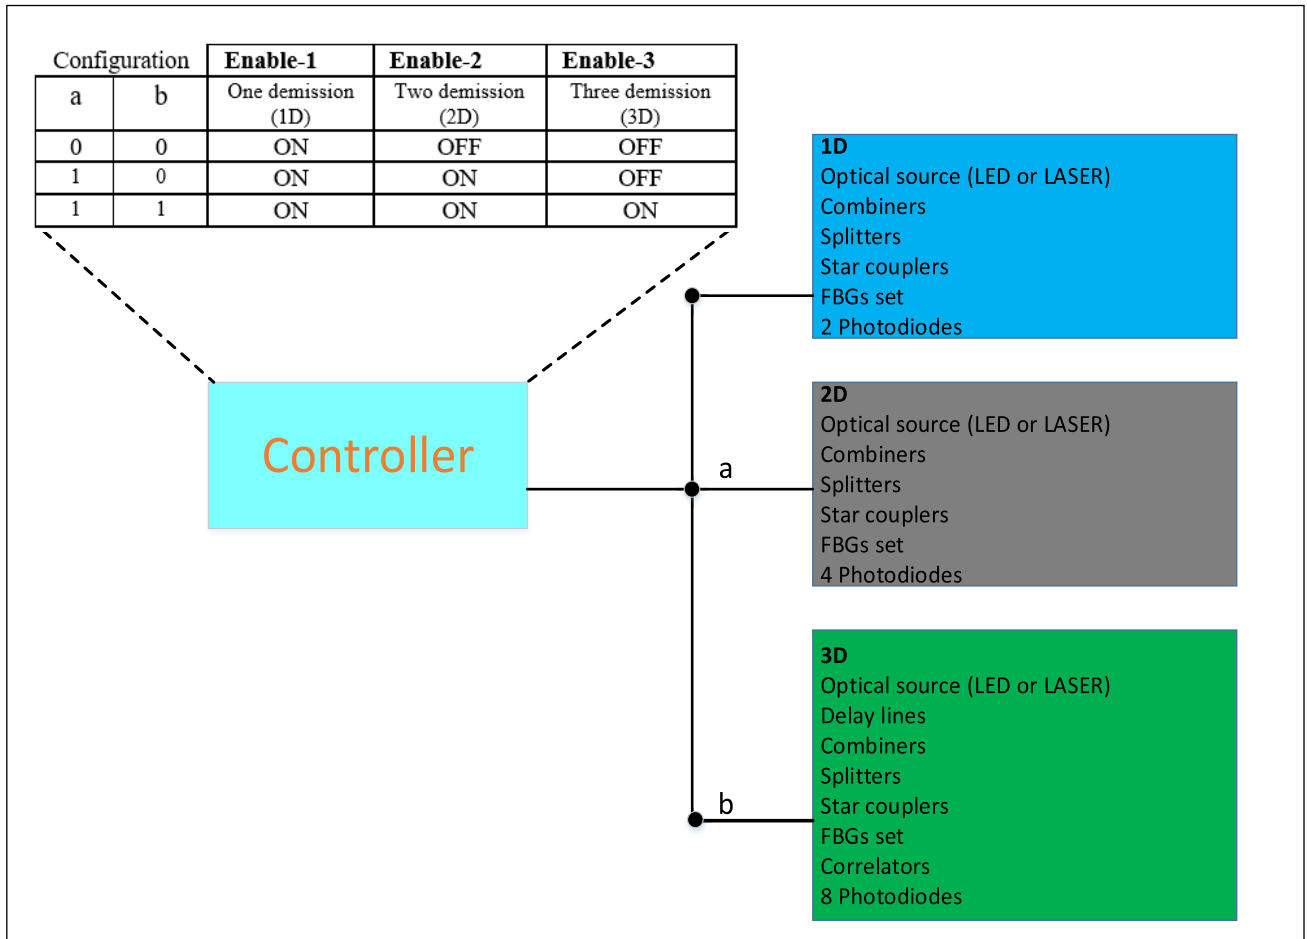 Configuration Enable-1 Enable-2 Enable-3
a b One demission Two demission Three demission
(1D) (2D) (3D)
0 0 ON OFF OFF
1 0 ON ON OFF
1 1 ON ON ON
Controller
a
b
1D
Optical source (LED or LASER)
Combiners
Splitters
Star couplers
FBGs set
2 Photodiodes
2D
Optical source (LED or LASER)
Combiners
Splitters
Star couplers
FBGs set
4 Photodiodes
3D
Optical source (LED or LASER)
Delay lines
Combiners
Splitters
Star couplers
FBGs set
Correlators
8 Photodiodes